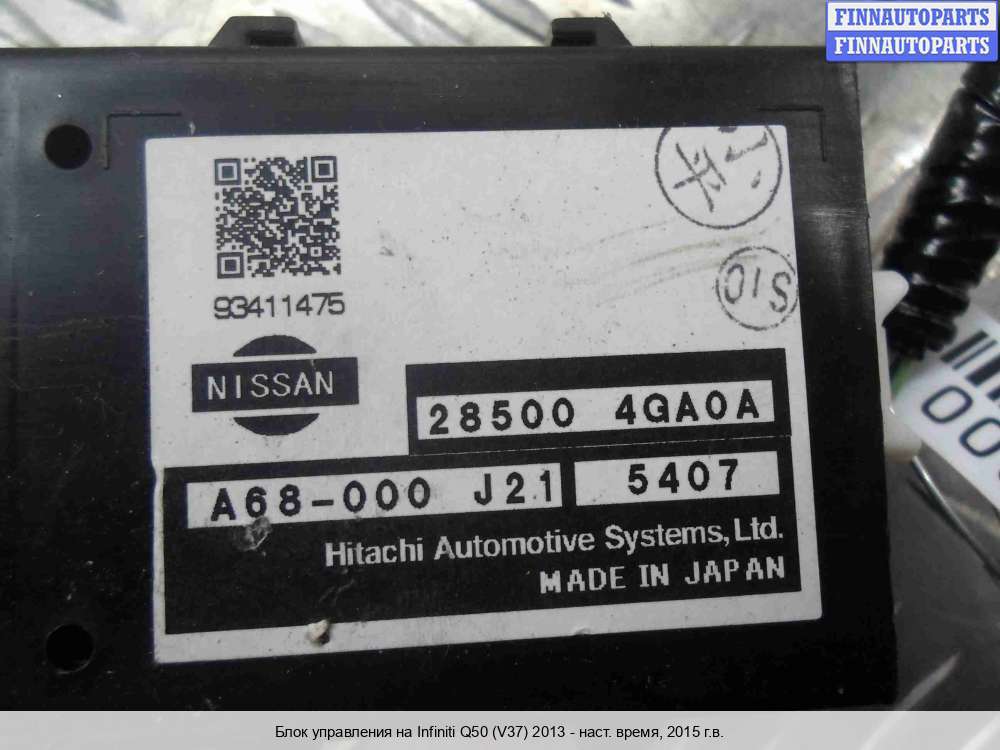 FINNAUTOPARTS
FINNAUTOPARTS
93411475
NISSAN
28500 4GA0A
A68-000 J21
5407
Hitachi Automotive Systems, Ltd.
MADE IN JAPAN
SIC
Блок управления на Infiniti Q50 (V37) 2013 - наст. время, 2015 г.в.